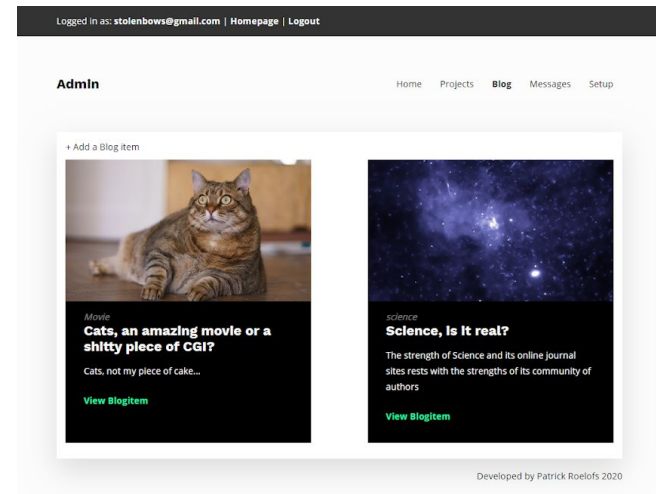 Logged in as: stolenbows@gmail.com | Homepage | Logout
Admin
Home Projects Blog Messages Setup
+ Add a Blog item
Movie
Cats, an amazing movie or a
shitty piece of CGI?
Cats, not my piece of cake...
View Blogitem
science
Science, is it real?
The strength of Science and its online journal
sites rests with the strengths of its community of
authors
View Blogitem
Developed by Patrick Roelofs 2020